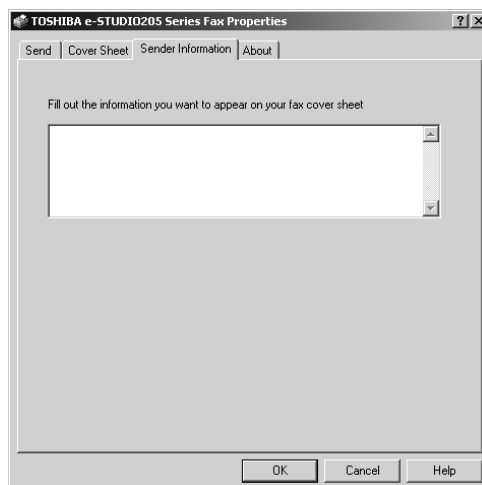 TOSHIBA e-STUDIO205 Series Fax Properties ? X
Send Cover Sheet Sender Information About
Fill out the information you want to appear on your fax cover sheet
OK Cancel Help